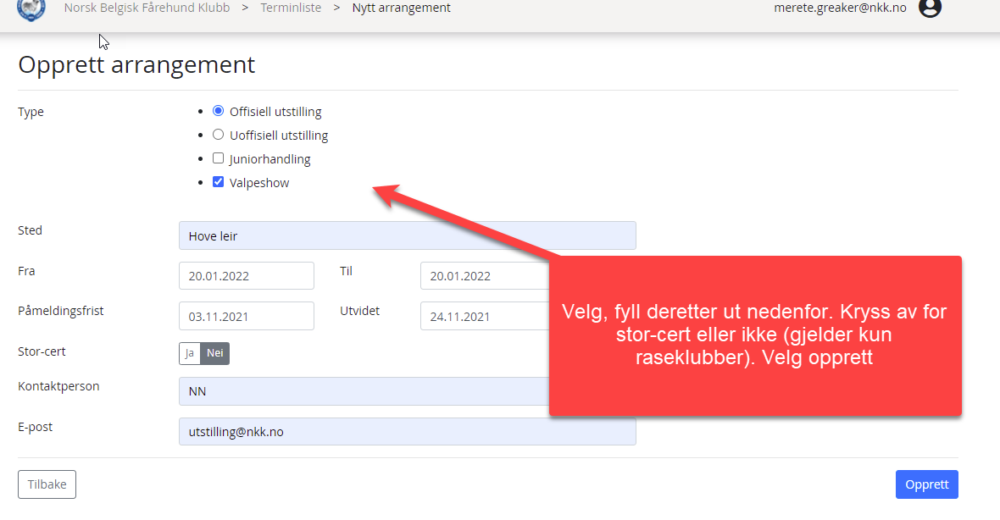 Norsk Belgisk Fårehund Klubb > Terminliste > Nytt arrangement
merete.greaker@nkk.no
Opprett arrangement
Type
Offisiell utstilling
Uoffisiell utstilling
Juniorhandling
Valpeshow
Sted
Hove leir
Fra
20.01.2022
Til
20.01.2022
Påmeldingsfrist
03.11.2021
Utvidet
24.11.2021
Stor-cert
Ja Nei
Kontaktperson
NN
E-post
utstilling@nkk.no
Velg, fyll deretter ut nedenfor. Kryss av for
stor-cert eller ikke (gjelder kun
raseklubber). Velg opprett
Tilbake
Opprett